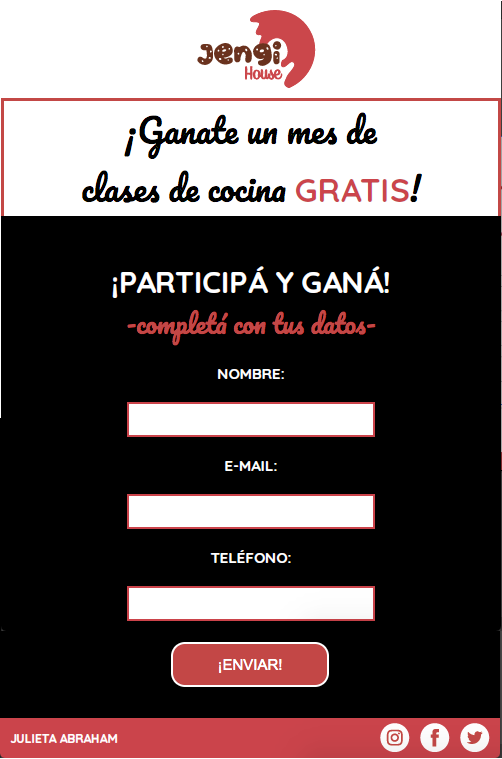 Jengi
House
¡Ganate un mes de
clases de cocina GRATIS!
¡PARTICIPÁ Y GANÁ!
-completá con tus datos-
NOMBRE:
E-MAIL:
TELÉFONO:
¡ENVIAR!
JULIETA ABRAHAM